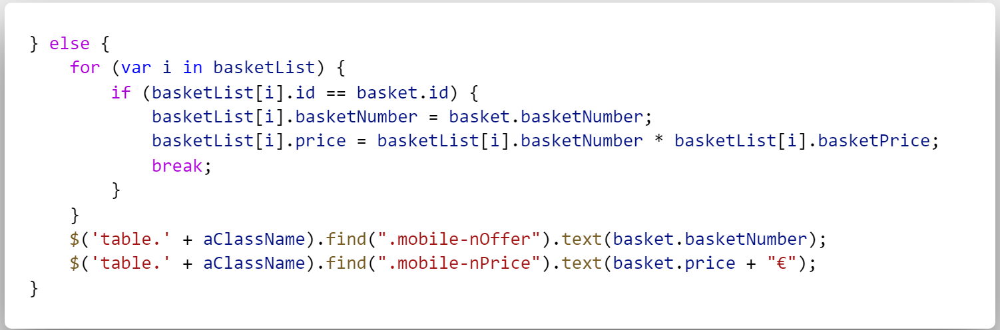 } else {
    for (var i in basketList) {
        if (basketList[i].id == basket.id) {
            basketList[i].basketNumber = basket.basketNumber;
            basketList[i].price = basketList[i].basketNumber * basketList[i].basketPrice;
            break;
        }
    }
    $('table.' + aClassName).find(".mobile-nOffer").text(basket.basketNumber);
    $('table.' + aClassName).find(".mobile-nPrice").text(basket.price + "€");
}